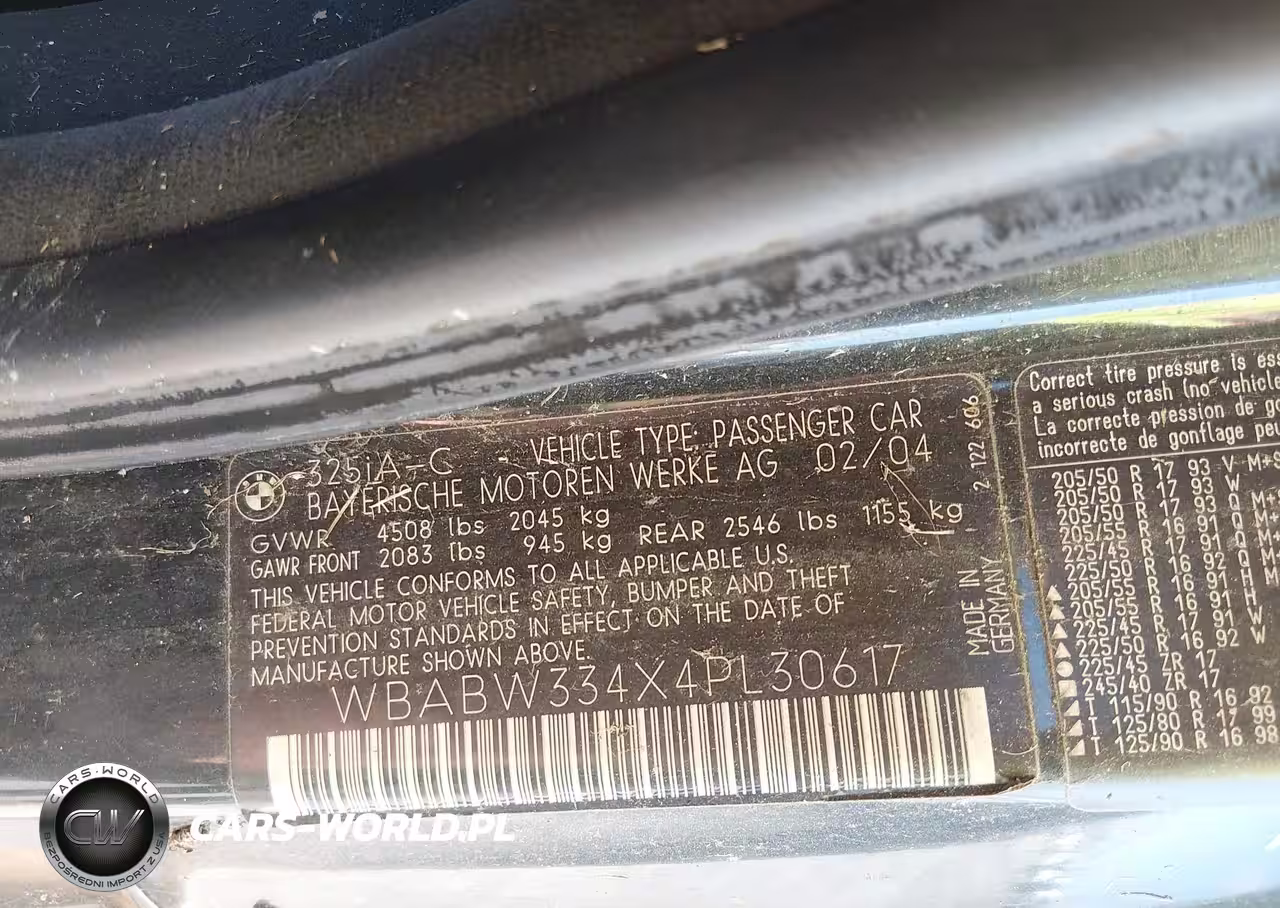 325iA-C - VEHICLE TYPE: PASSENGER CAR
BAYERISCHE MOTOREN WERKE AG 02/04
GVWR 4508 lbs 2045 kg
GAWR FRONT 2083 lbs 945 kg REAR 2546 lbs 1155 kg
THIS VEHICLE CONFORMS TO ALL APPLICABLE U.S.
FEDERAL MOTOR VEHICLE SAFETY, BUMPER AND THEFT
PREVENTION STANDARDS IN EFFECT ON THE DATE OF
MANUFACTURE SHOWN ABOVE.
WBABW334X4PL30617
2 122 606
MADE IN
GERMANY
Correct tire pressure is
a serious crash (no vehicle
La correcte pression de
incorrecte de gonflage
205/50 R 17 93 V M+S
205/50 R 17 93 W
205/50 R 17 93 Q
205/55 R 16 91 Q
225/45 R 16 91 Q
225/50 R 16 92 Q
205/55 R 16 91 H
205/55 R 16 91 H
225/45 R 17 91 W
225/50 R 16 92 W
225/45 ZR 17
245/40 ZR 17
T 115/90 R 16 92
T 125/80 R 17 99
T 125/90 R 16 98
CARS-WORLD
CW
BEZPOŚREDNI IMPORT Z USA
CARS-WORLD.PL